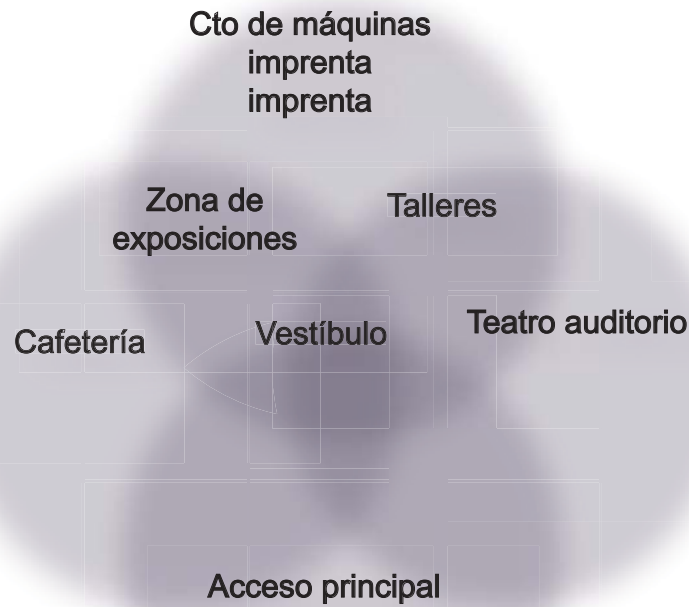 Cto de máquinas
imprenta
imprenta
Zona de
exposiciones
Talleres
Cafetería
Vestíbulo
Teatro auditorio
Acceso principal